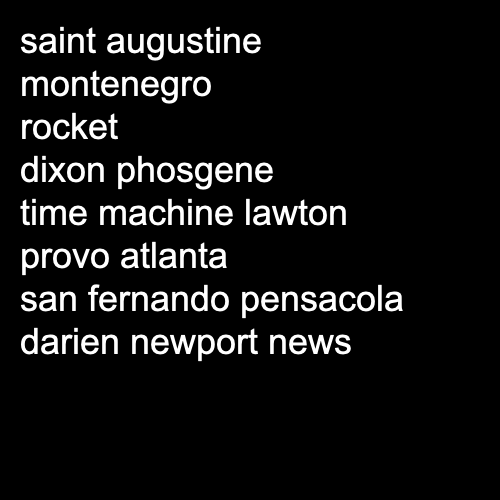 saint augustine
montenegro
rocket
dixon phosgene
time machine lawton
provo atlanta
san fernando pensacola
darien newport news